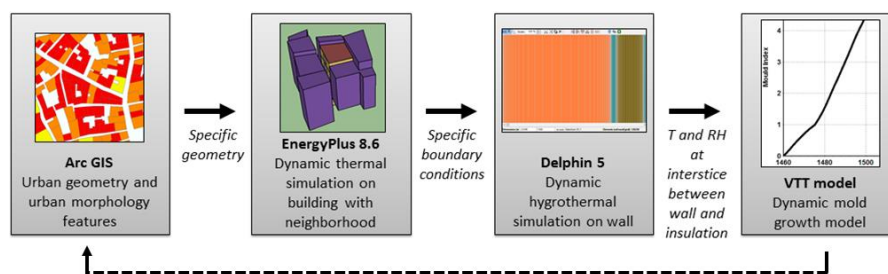 Arc GIS
Urban geometry and
urban morphology
features
Specific
geometry
EnergyPlus 8.6
Dynamic thermal
simulation on
building with
neighborhood
Specific
boundary
conditions
Delphin 5
Dynamic
hygrothermal
simulation on wall
T and RH
at
interstice
between
wall and
insulation
Mould Index
4
3
2
1
0
1460 1480 1500
VTT model
Dynamic mold
growth model